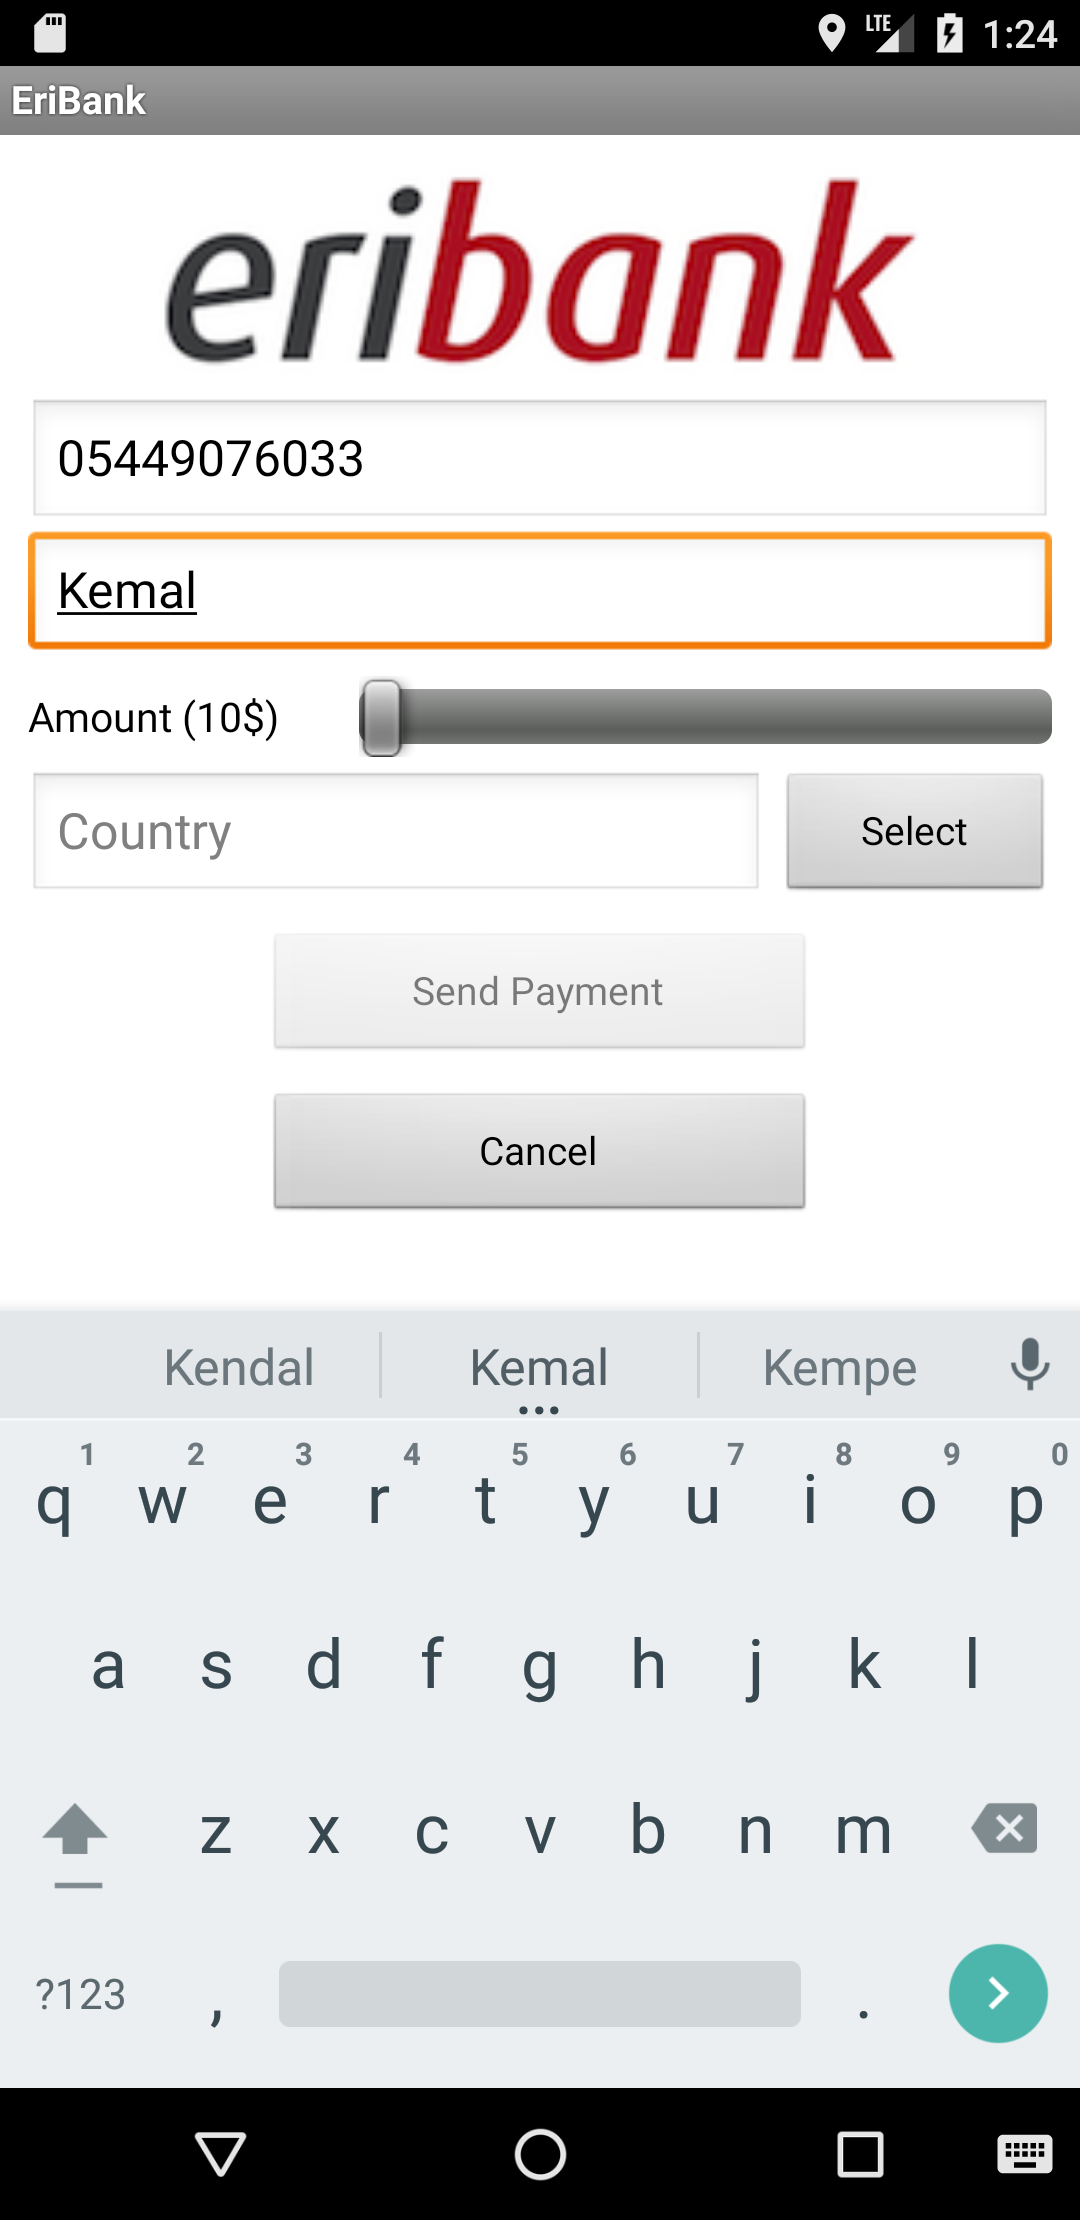 LTE 1:24
EriBank
eribank
05449076033
Kemal
Amount (10$)
Country Select
Send Payment
Cancel
Kendal Kemal Kempe
1 2 3 4 5 6 7 8 9 0
q w e r t y u i o p
a s d f g h j k l
z x c v b n m
?123 , .